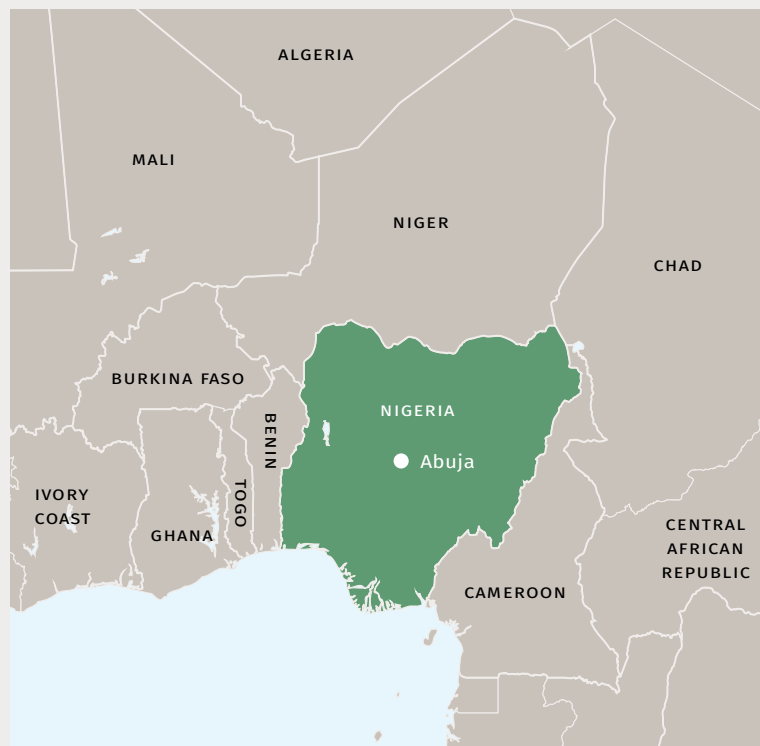 ALGERIA
MALI
NIGER
CHAD
BURKINA FASO
NIGERIA
BENIN
Abuja
TOGO
IVORY
COAST
GHANA
CENTRAL
AFRICAN
REPUBLIC
CAMEROON